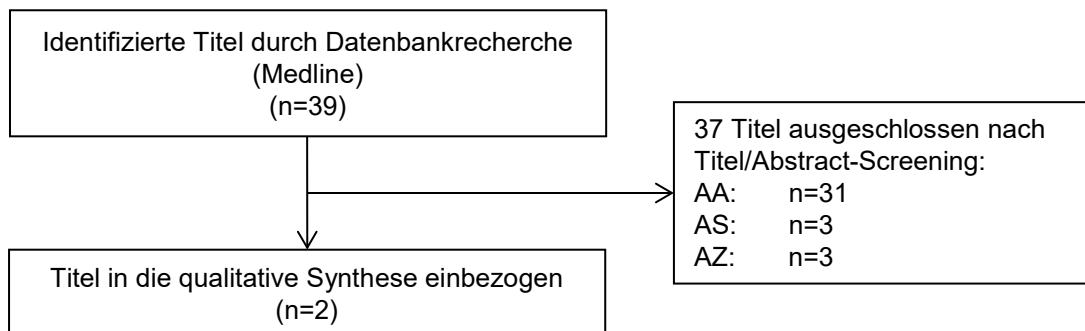 Identifizierte Titel durch Datenbankrecherche
(Medline)
(n=39)
37 Titel ausgeschlossen nach
Titel/Abstract-Screening:
AA: n=31
AS: n=3
AZ: n=3
Titel in die qualitative Synthese einbezogen
(n=2)